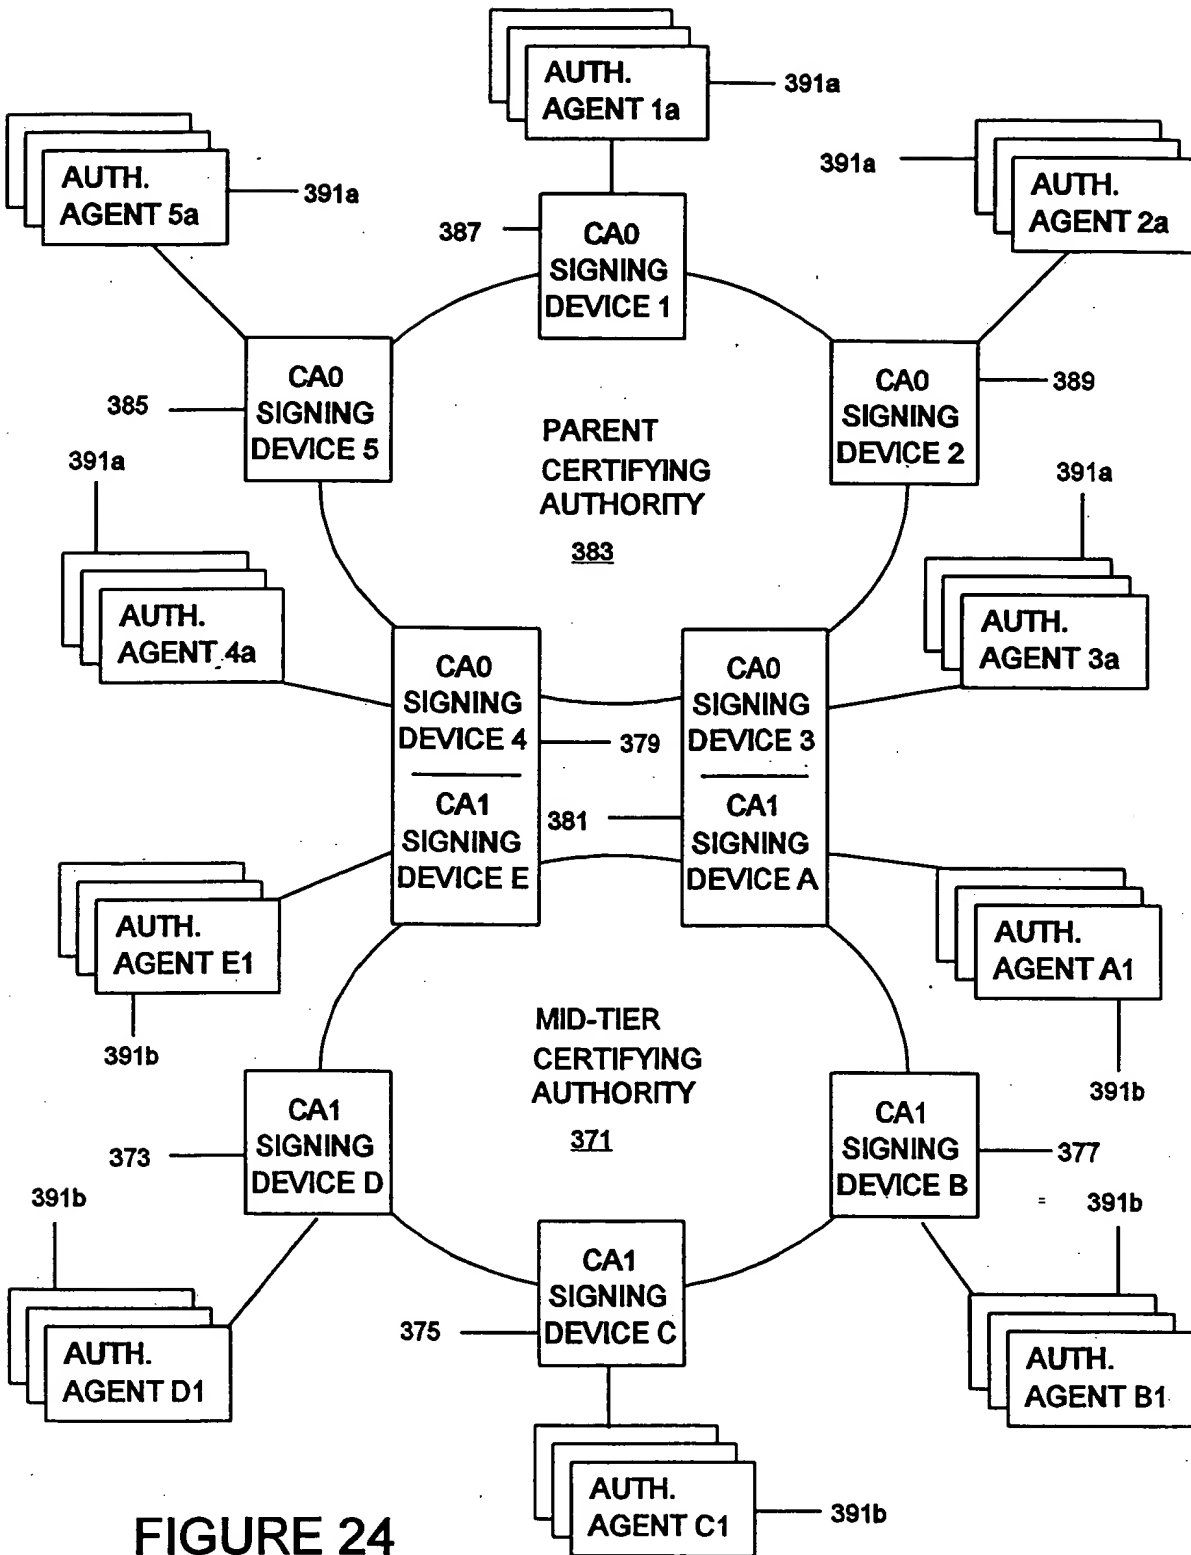 AUTH.
AGENT 1a
391a
AUTH.
AGENT 5a
391a
391a
AUTH.
AGENT 2a
387
CA0
SIGNING
DEVICE 1
385
CA0
SIGNING
DEVICE 5
CA0
SIGNING
DEVICE 2
389
PARENT
CERTIFYING
AUTHORITY
383
391a
AUTH.
AGENT 4a
391a
AUTH.
AGENT 3a
CA0
SIGNING
DEVICE 4
379
CA0
SIGNING
DEVICE 3
CA1
SIGNING
DEVICE E
381
CA1
SIGNING
DEVICE A
AUTH.
AGENT E1
391b
AUTH.
AGENT A1
391b
MID-TIER
CERTIFYING
AUTHORITY
371
373
CA1
SIGNING
DEVICE D
CA1
SIGNING
DEVICE B
377
391b
AUTH.
AGENT D1
375
CA1
SIGNING
DEVICE C
391b
AUTH.
AGENT B1
AUTH.
AGENT C1
391b
FIGURE 24